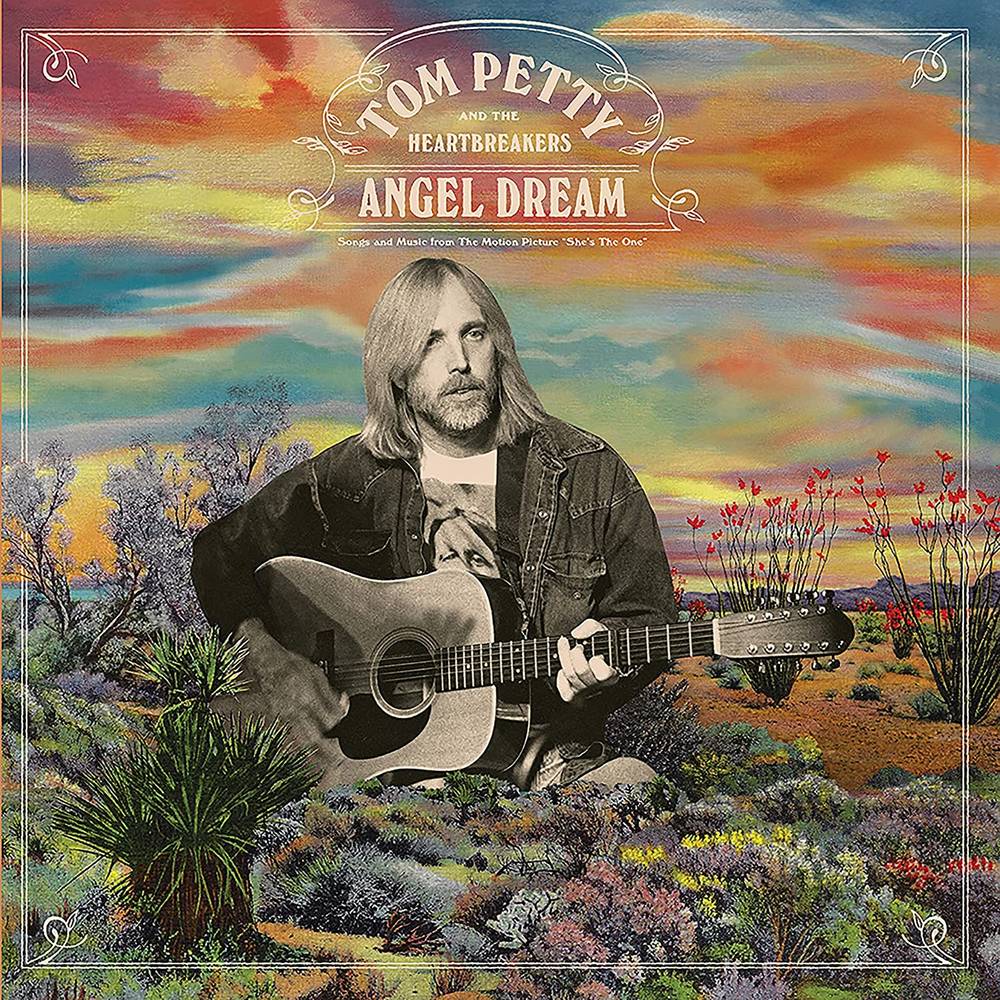 TOM PETTY
AND THE
HEARTBREAKERS
ANGEL DREAM
Songs and Music from The Motion Picture "She's The One"